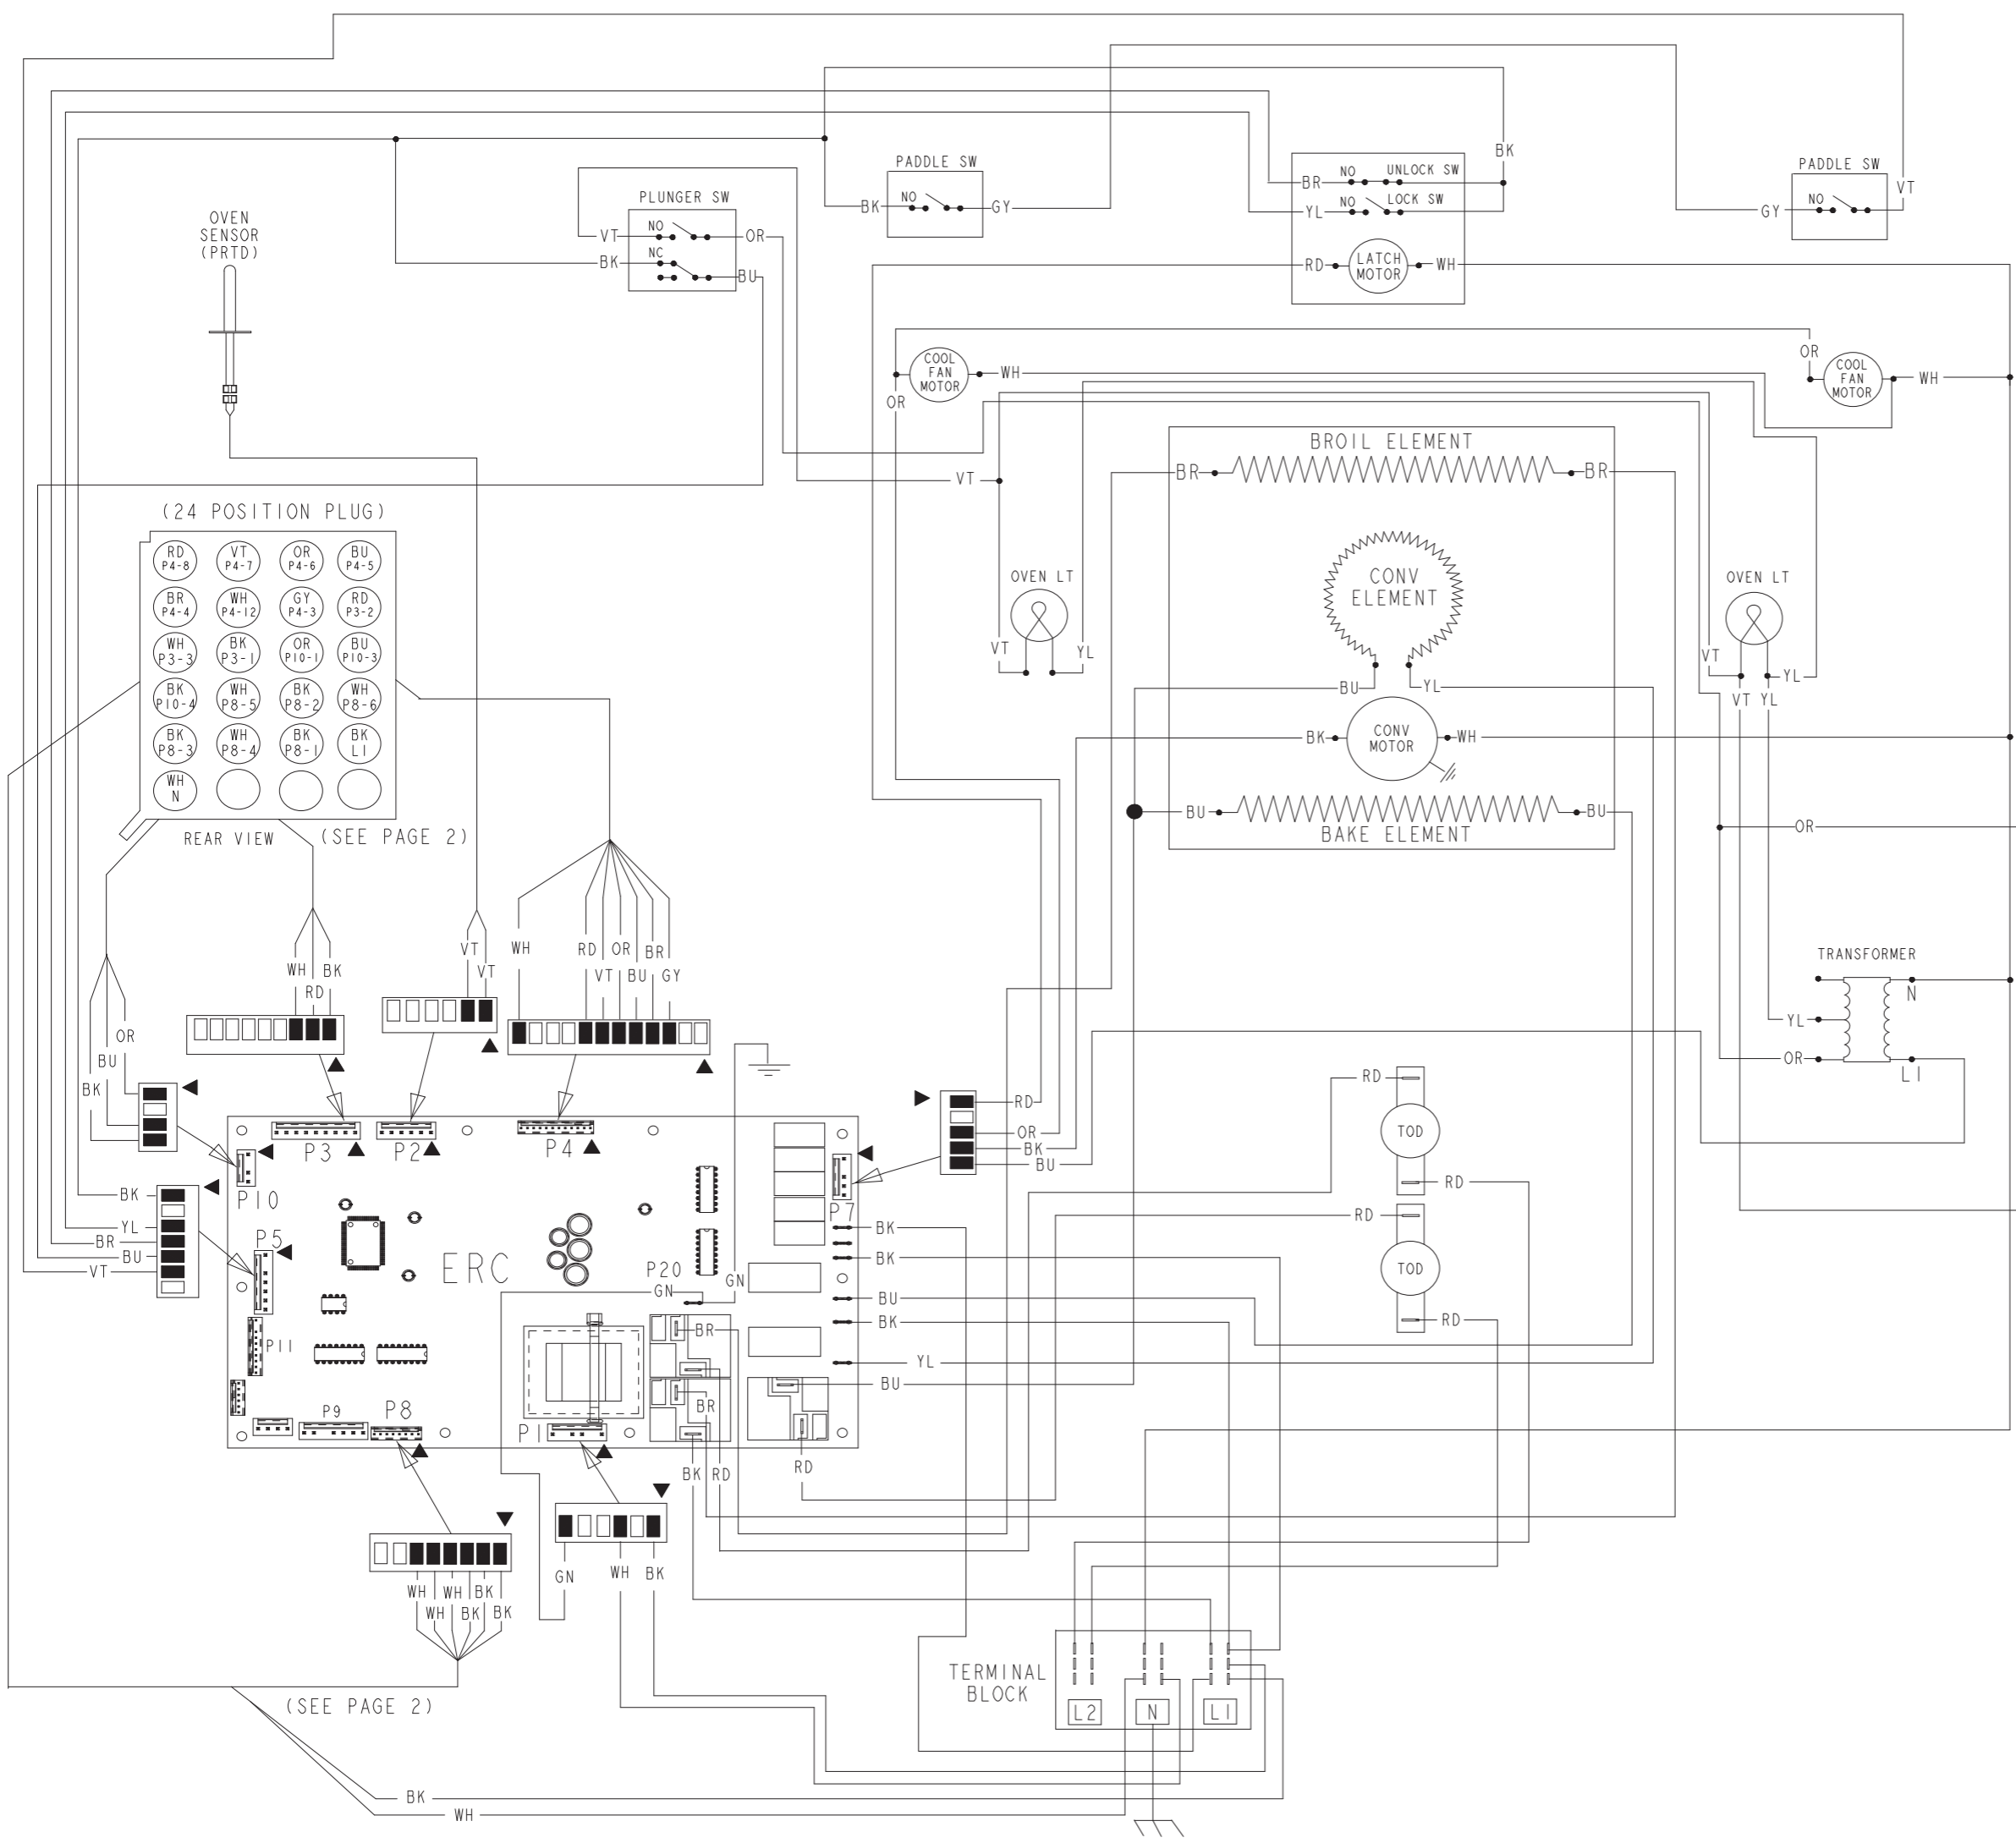 BK
PADDLE SW
NO
BK
GY
UNLOCK SW
NO
BR
LOCK SW
NO
YL
PADDLE SW
NO
GY
VT
PLUNGER SW
NO
VT
OR
NC
BK
BU
OVEN
SENSOR
(PRTD)
RD
LATCH
MOTOR
WH
COOL
FAN
MOTOR
WH
OR
OR
COOL
FAN
MOTOR
WH
BROIL ELEMENT
BR
BR
VT
(24 POSITION PLUG)
RD P4-8
VT P4-7
OR P4-6
BU P4-5
BR P4-4
WH P4-12
GY P4-3
RD P3-2
WH P3-3
BK P3-1
OR P10-1
BU P10-3
BK P10-4
WH P8-5
BK P8-2
WH P8-6
BK P8-3
WH P8-4
BK P8-1
BK L1
WH N
REAR VIEW
(SEE PAGE 2)
OVEN LT
VT
YL
CONV
ELEMENT
BU
YL
OVEN LT
VT
YL
VT YL
BK
CONV
MOTOR
WH
BU
BU
BAKE ELEMENT
OR
WH
RD
BK
VT
VT
WH
RD
VT
OR
BU
BR
GY
OR
BU
BK
TRANSFORMER
N
YL
OR
L1
RD
OR
BK
BU
RD
TOD
RD
RD
TOD
RD
P3
P2
P4
P7
P10
BK
YL
BR
BU
VT
P5
ERC
P20
GN
GN
BK
BK
BU
BK
YL
BU
BR
BR
P11
P9
P8
P1
BK
RD
RD
WH
WH
WH
WH
BK
BK
BK
GN
WH
BK
TERMINAL
BLOCK
L2
N
L1
(SEE PAGE 2)
BK
WH